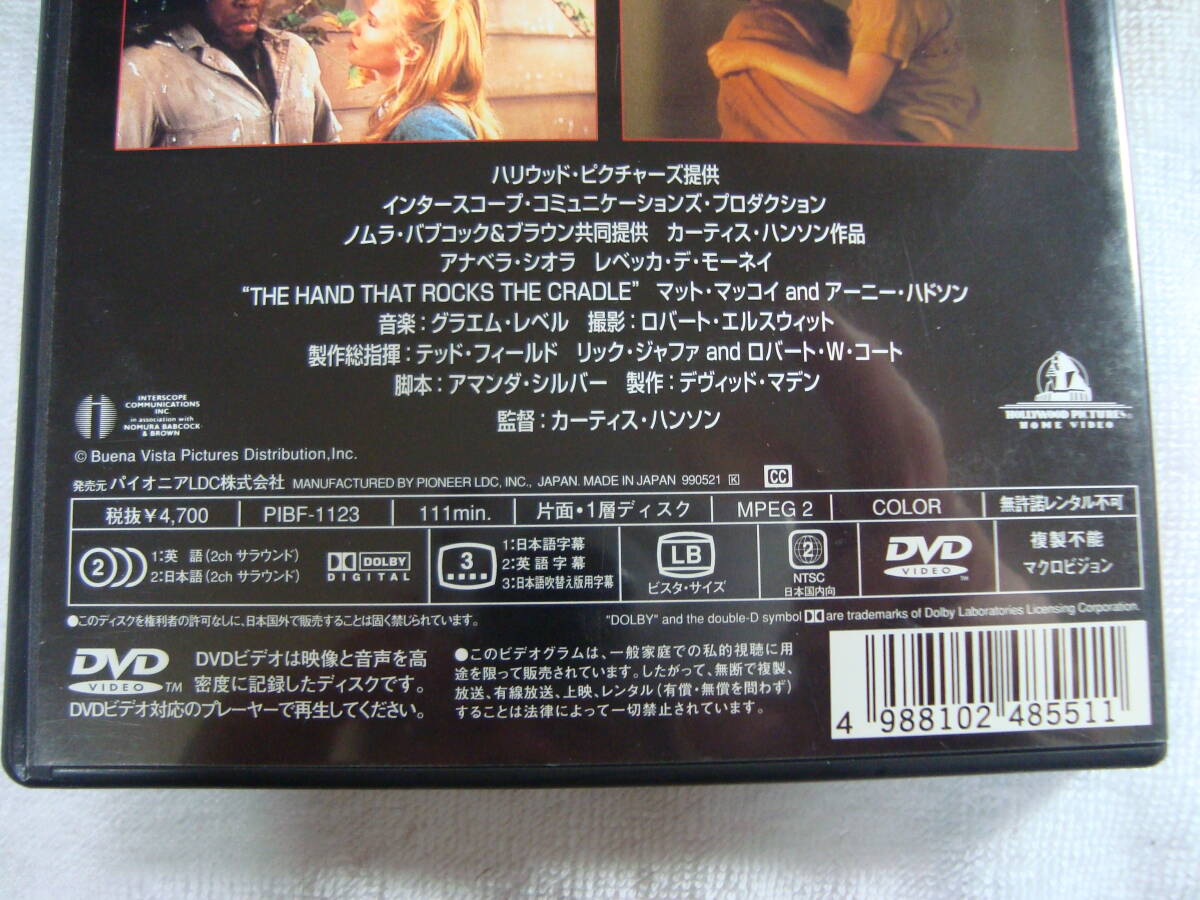 ハリウッド・ピクチャーズ提供
インタースコープ・コミュニケーションズ・プロダクション
ノムラ・バブコック&ブラウン共同提供 カーティス・ハンソン作品
アナベラ・シオラ レベッカ・デ・モーネイ
"THE HAND THAT ROCKS THE CRADLE" マット・マッコイ and アーニー・ハドソン
音楽：グラエム・レベル 撮影：ロバート・エルスウィット
製作総指揮：テッド・フィールド リック・ジャファ and ロバート・W・コート
脚本：アマンダ・シルバー 製作：デヴィッド・マデン
監督：カーティス・ハンソン
INTERSCOPE
COMMUNICATIONS
INC.
in association with
NOMURA BABCOCK
& BROWN
HOLLYWOOD PICTURES
HOME VIDEO
© Buena Vista Pictures Distribution,Inc.
発売元 パイオニアLDC株式会社 MANUFACTURED BY PIONEER LDC, INC., JAPAN. MADE IN JAPAN 990521 K CC
税抜¥4,700 PIBF-1123 111min. 片面・1層ディスク MPEG 2 COLOR 無許諾レンタル不可
2 1：英 語（2ch サラウンド）
2：日本語（2ch サラウンド）
DOLBY
DIGITAL
3 1：日本語字幕
2：英 語 字 幕
3：日本語吹替え版用字幕
LB
ビスタ・サイズ
2
NTSC
日本国内向
DVD
VIDEO TM
複製不能
マクロビジョン
●このディスクを権利者の許可なしに、日本国外で販売することは固く禁じられています。
"DOLBY" and the double-D symbol are trademarks of Dolby Laboratories Licensing Corporation.
DVD
VIDEO TM
DVDビデオは映像と音声を高
密度に記録したディスクです。
DVDビデオ対応のプレーヤーで再生してください。
●このビデオグラムは、一般家庭での私的視聴に用
途を限って販売されています。したがって、無断で複製、
放送、有線放送、上映、レンタル（有償・無償を問わず）
することは法律によって一切禁止されています。
4 988102 485511